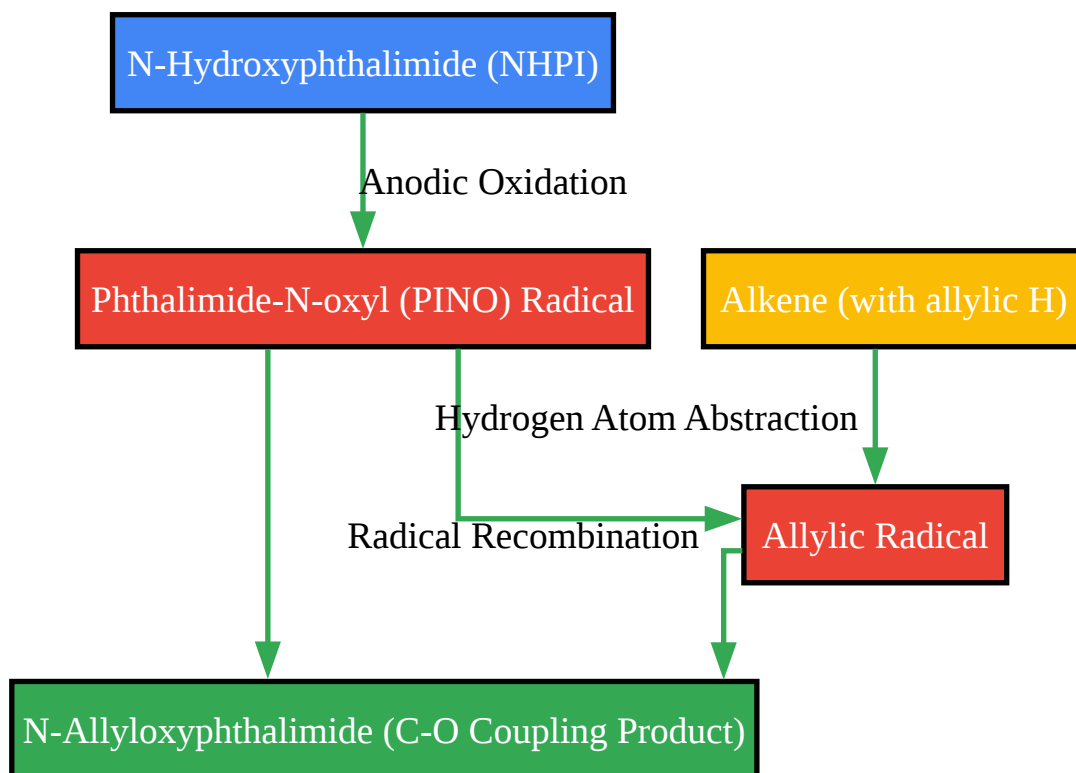 N-Hydroxyphthalimide (NHPI)
Anodic Oxidation
Phthalimide-N-oxyl (PINO) Radical
Alkene (with allylic H)
Hydrogen Atom Abstraction
Radical Recombination
Allylic Radical
N-Allyloxyphthalimide (C-O Coupling Product)